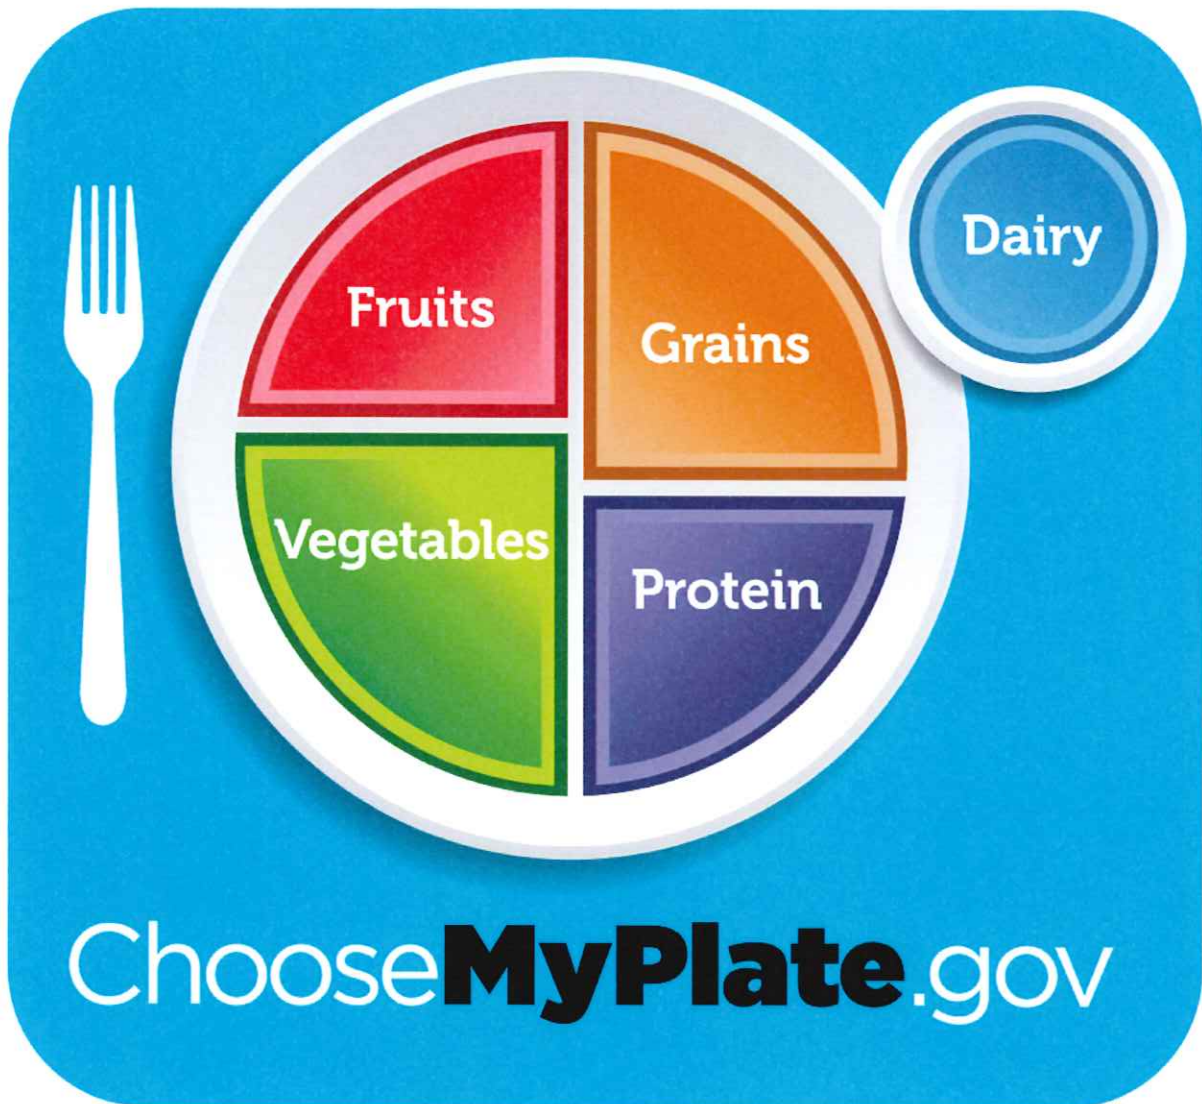 Fruits
Grains
Dairy
Vegetables
Protein
ChooseMyPlate.gov